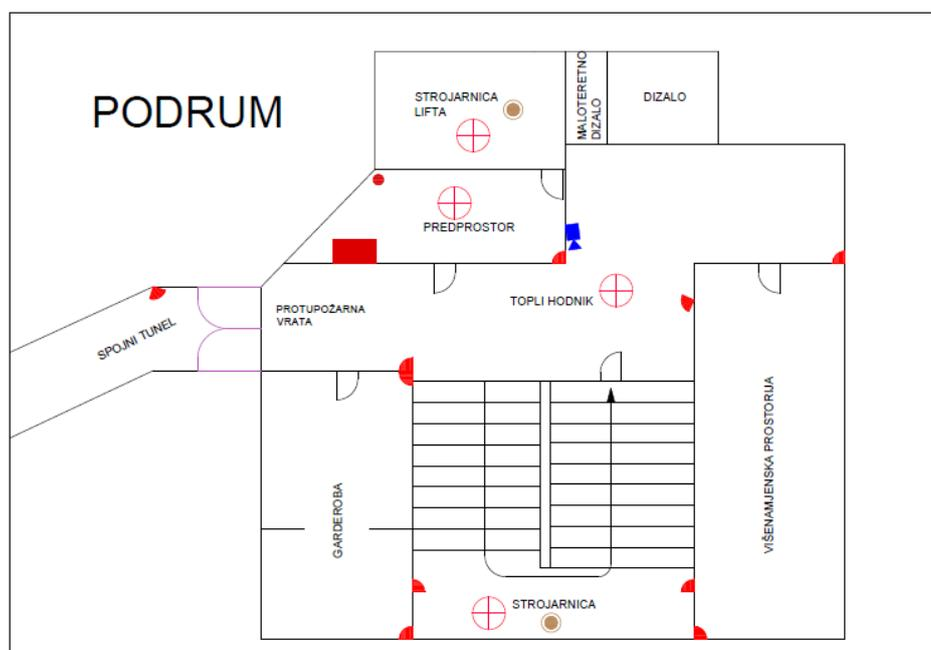 PODRUM
STROJARNICA
LIFTA
MALOTERETNO
DIZALO
DIZALO
PREDPROSTOR
TOPLI HODNIK
PROTUPOŽARNA
VRATA
SPOJNI TUNEL
GARDEROBA
VIŠENAMJENSKA PROSTORIJA
STROJARNICA